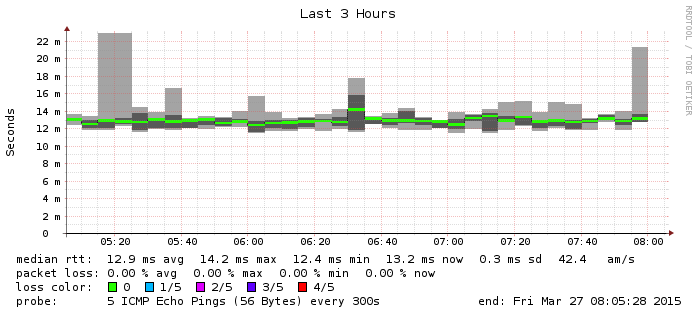 Last 3 Hours
RRDTOOL / TOBI OETIKER
Seconds
22 m
20 m
18 m
16 m
14 m
12 m
10 m
8 m
6 m
4 m
2 m
0
05:20 05:40 06:00 06:20 06:40 07:00 07:20 07:40 08:00
median rtt: 12.9 ms avg 14.2 ms max 12.4 ms min 13.2 ms now 0.3 ms sd 42.4 am/s
packet loss: 0.00 % avg 0.00 % max 0.00 % min 0.00 % now
loss color: 0 1/5 2/5 3/5 4/5
probe: 5 ICMP Echo Pings (56 Bytes) every 300s end: Fri Mar 27 08:05:28 2015